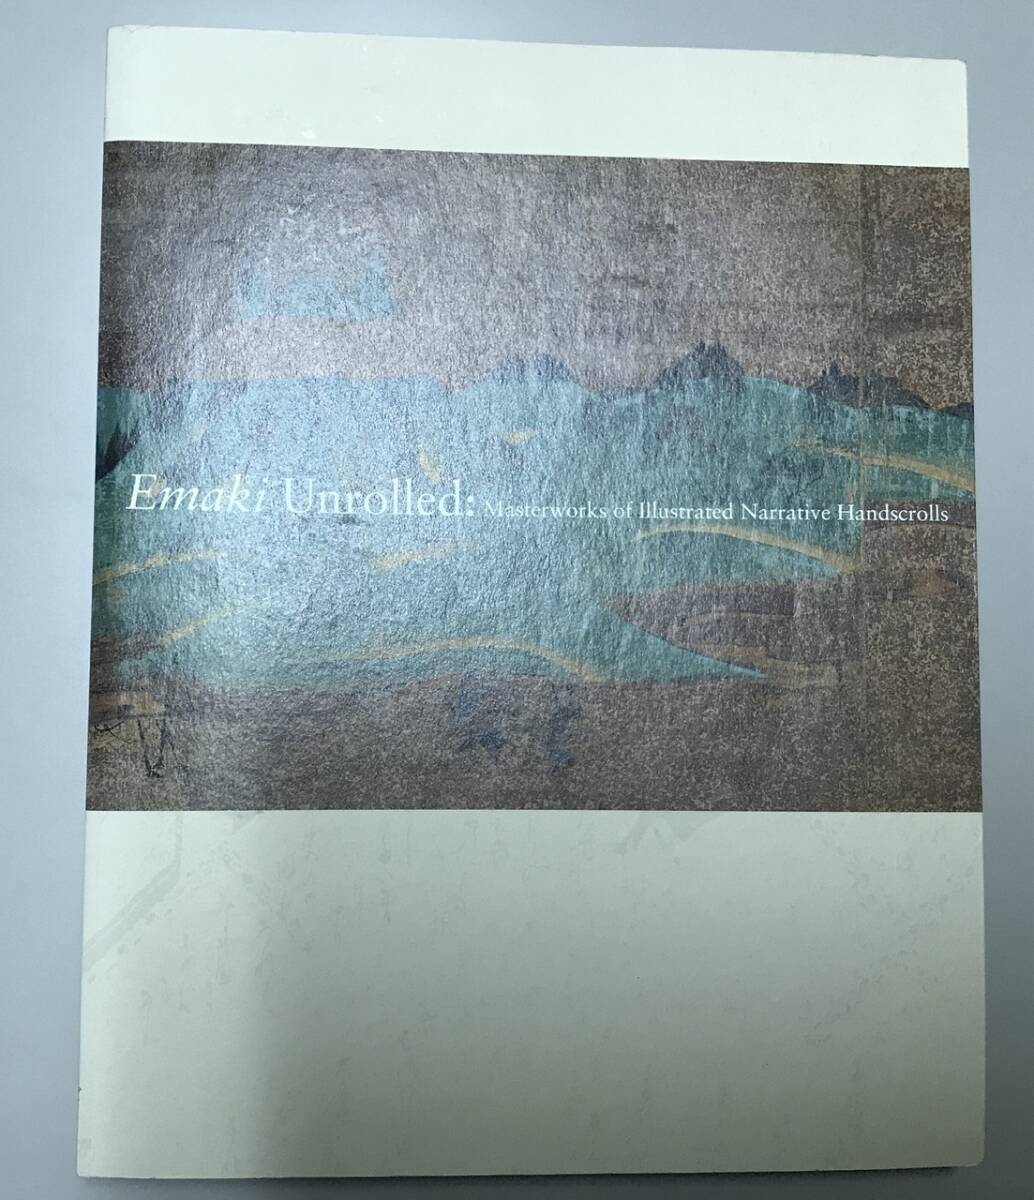 Emaki Unrolled: Masterworks of Illustrated Narrative Handscrolls